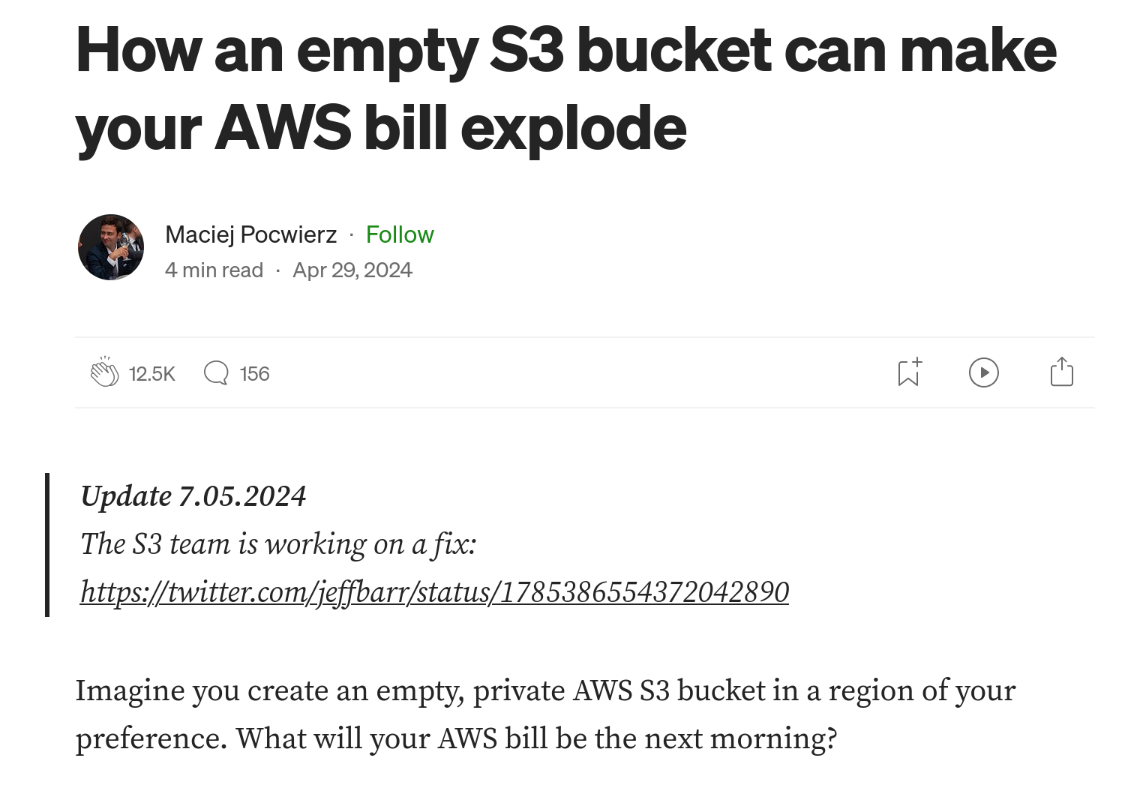 How an empty S3 bucket can make
your AWS bill explode
Maciej Pocwierz · Follow
4 min read · Apr 29, 2024
12.5K 156
Update 7.05.2024
The S3 team is working on a fix:
https://twitter.com/jeffbarr/status/1785386554372042890
Imagine you create an empty, private AWS S3 bucket in a region of your
preference. What will your AWS bill be the next morning?